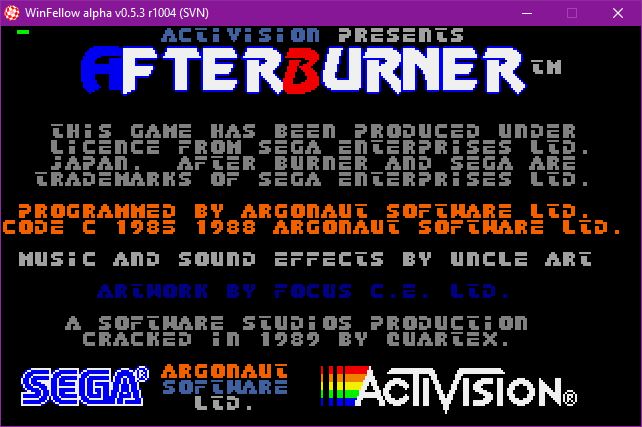 WinFellow alpha v0.5.3 r1004 (SVN)
ACTIVISION PRESENTS
AFTERBURNER™
THIS GAME HAS BEEN PRODUCED UNDER
LICENCE FROM SEGA ENTERPRISES LTD.
JAPAN. AFTER BURNER AND SEGA ARE
TRADEMARKS OF SEGA ENTERPRISES LTD.
PROGRAMMED BY ARGONAUT SOFTWARE LTD.
CODE C 1985 1988 ARGONAUT SOFTWARE LTD.
MUSIC AND SOUND EFFECTS BY UNCLE ART
ARTWORK BY FOCUS C.E. LTD.
A SOFTWARE STUDIOS PRODUCTION
CRACKED IN 1989 BY QUARTEX.
SEGA®
ARGONAUT
SOFTWARE
LTD.
ACTIVISION®